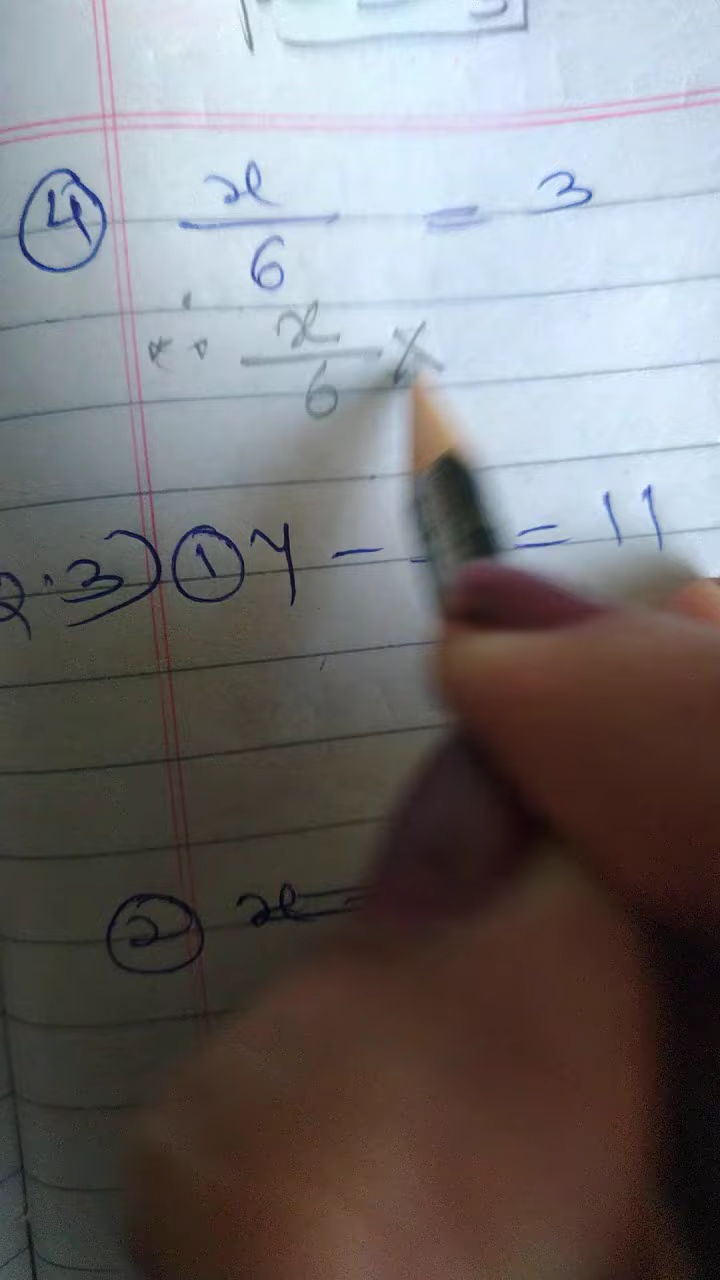 ④ x/6 = 3
∴ x/6 ×
2.3) ① y - = 11
② x =